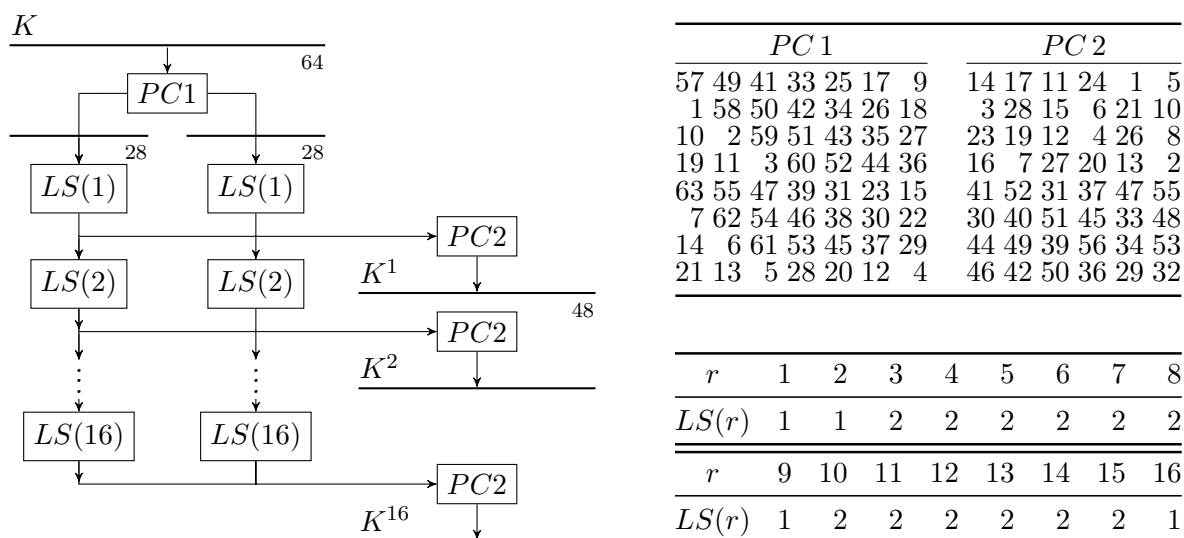 K
64
PC1
28 28
LS(1) LS(1)
PC2
LS(2) LS(2)
K^1
48
PC2
K^2
LS(16) LS(16)
PC2
K^16
PC 1 PC 2
57 49 41 33 25 17 9 14 17 11 24 1 5
1 58 50 42 34 26 18 3 28 15 6 21 10
10 2 59 51 43 35 27 23 19 12 4 26 8
19 11 3 60 52 44 36 16 7 27 20 13 2
63 55 47 39 31 23 15 41 52 31 37 47 55
7 62 54 46 38 30 22 30 40 51 45 33 48
14 6 61 53 45 37 29 44 49 39 56 34 53
21 13 5 28 20 12 4 46 42 50 36 29 32
r 1 2 3 4 5 6 7 8
LS(r) 1 1 2 2 2 2 2 2
r 9 10 11 12 13 14 15 16
LS(r) 1 2 2 2 2 2 2 1